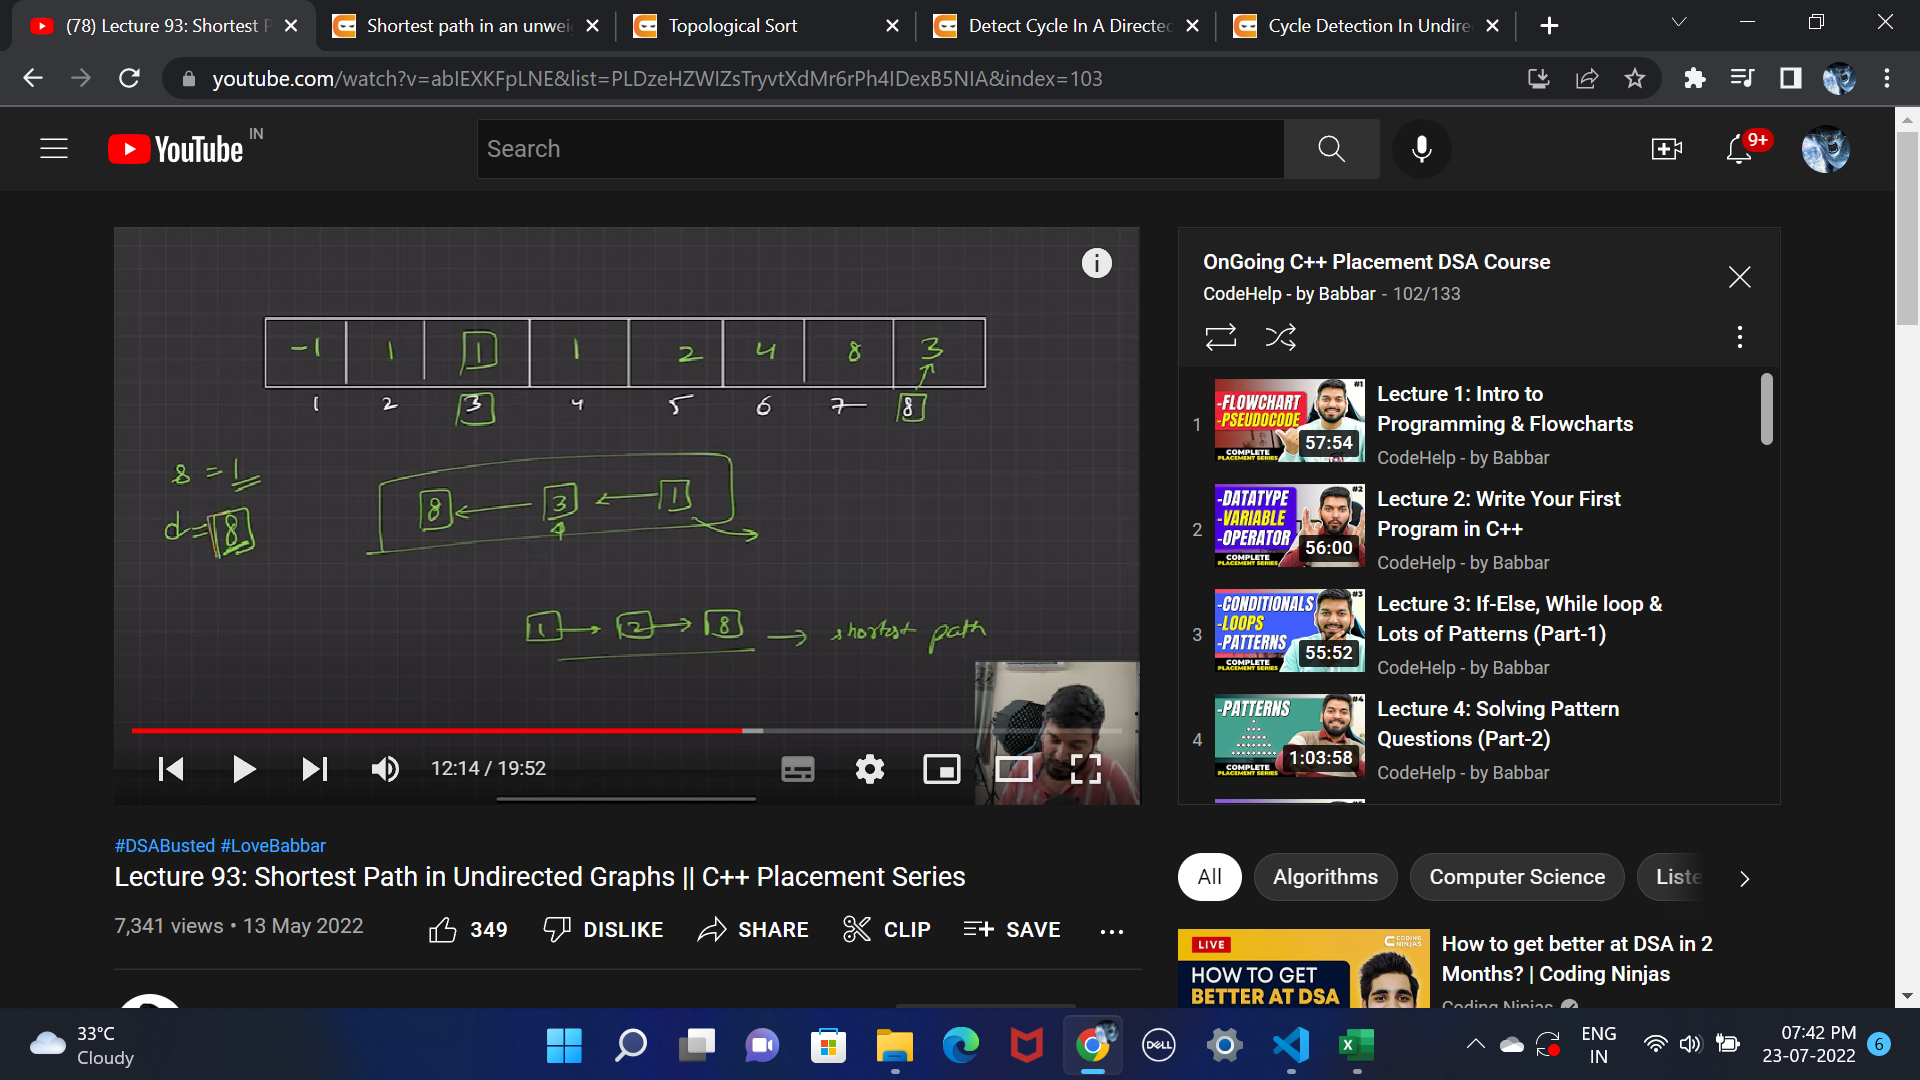 (78) Lecture 93: Shortest P
Shortest path in an unwei
Topological Sort
Detect Cycle In A Directe
Cycle Detection In Undire
youtube.com/watch?v=abIEXKFpLNE&list=PLDzeHZWIZsTryvtXdMr6rPh4IDexB5NIA&index=103
YouTube IN
Search
9+
-1 1 1 1 2 4 8 3
1 2 3 4 5 6 7 8
s = 1
d = 8
8 ← 3 ← 1
1 → 2 → 8 → shortest path
12:14 / 19:52
#DSABusted #LoveBabbar
Lecture 93: Shortest Path in Undirected Graphs || C++ Placement Series
7,341 views • 13 May 2022
349 DISLIKE SHARE CLIP SAVE
OnGoing C++ Placement DSA Course
CodeHelp - by Babbar - 102/133
1
-FLOWCHART
-PSEUDOCODE
#1
COMPLETE
PLACEMENT SERIES
57:54
Lecture 1: Intro to
Programming & Flowcharts
CodeHelp - by Babbar
2
-DATATYPE
-VARIABLE
-OPERATOR
#2
COMPLETE
PLACEMENT SERIES
56:00
Lecture 2: Write Your First
Program in C++
CodeHelp - by Babbar
3
-CONDITIONALS
-LOOPS
-PATTERNS
#3
COMPLETE
PLACEMENT SERIES
55:52
Lecture 3: If-Else, While loop &
Lots of Patterns (Part-1)
CodeHelp - by Babbar
4
-PATTERNS
#4
COMPLETE
PLACEMENT SERIES
1:03:58
Lecture 4: Solving Pattern
Questions (Part-2)
CodeHelp - by Babbar
All Algorithms Computer Science Liste
LIVE
CODING NINJAS
HOW TO GET
BETTER AT DSA
How to get better at DSA in 2
Months? | Coding Ninjas
Coding Ninjas
33°C
Cloudy
DELL
ENG
IN
07:42 PM
23-07-2022
6